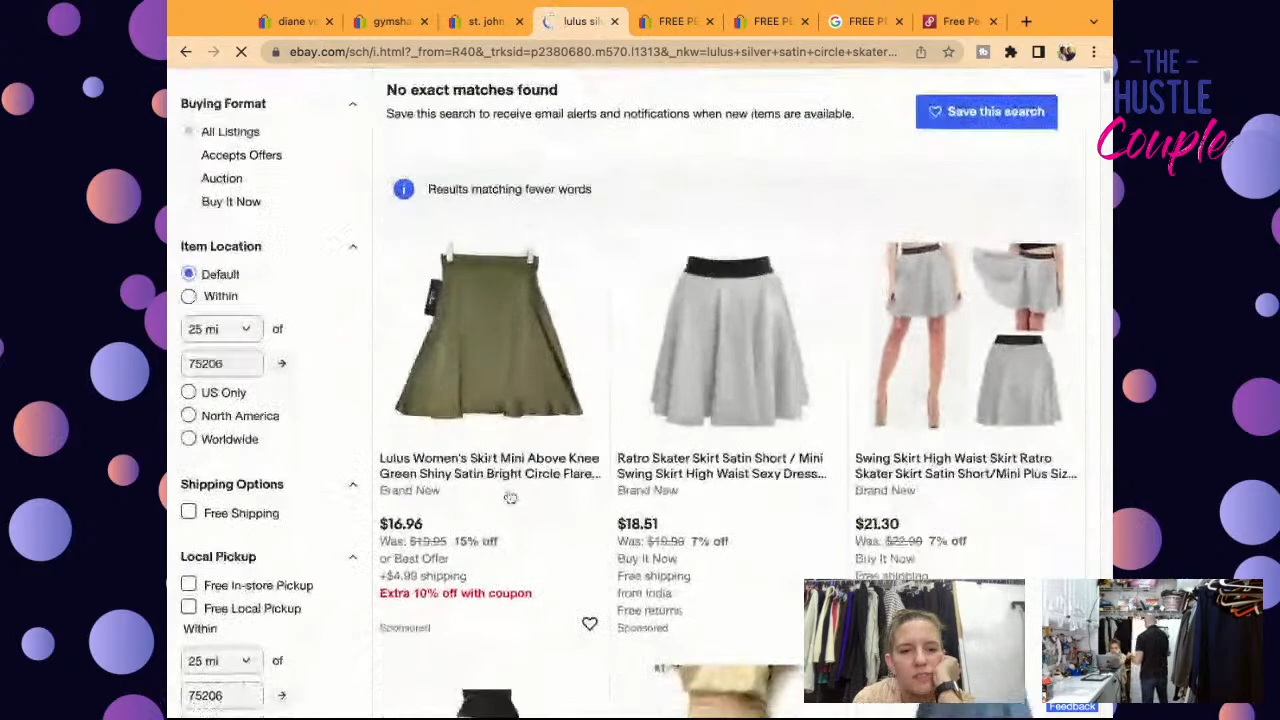 diane ve
gymsha
st. john
lulus silv
FREE PE
FREE PE
FREE PE
Free Pe
ebay.com/sch/i.html?_from=R40&_trksid=p2380680.m570.l1313&_nkw=lulus+silver+satin+circle+skater...
THE
HUSTLE
Couple
Buying Format
All Listings
Accepts Offers
Auction
Buy It Now
Item Location
Default
Within
25 mi
of
75206
US Only
North America
Worldwide
Shipping Options
Free Shipping
Local Pickup
Free In-store Pickup
Free Local Pickup
Within
25 mi
of
75206
No exact matches found
Save this search to receive email alerts and notifications when new items are available.
Save this search
Results matching fewer words
Lulus Women's Skirt Mini Above Knee
Green Shiny Satin Bright Circle Flare...
Brand New
$16.96
Was: $19.95 15% off
or Best Offer
+$4.99 shipping
Extra 10% off with coupon
Sponsored
Ratro Skater Skirt Satin Short / Mini
Swing Skirt High Waist Sexy Dress...
Brand New
$18.51
Was: $19.90 7% off
Buy It Now
Free shipping
from India
Free returns
Sponsored
Swing Skirt High Waist Skirt Ratro
Skater Skirt Satin Short/Mini Plus Siz...
Brand New
$21.30
Was: $22.90 7% off
Buy It Now
Free shipping
Feedback